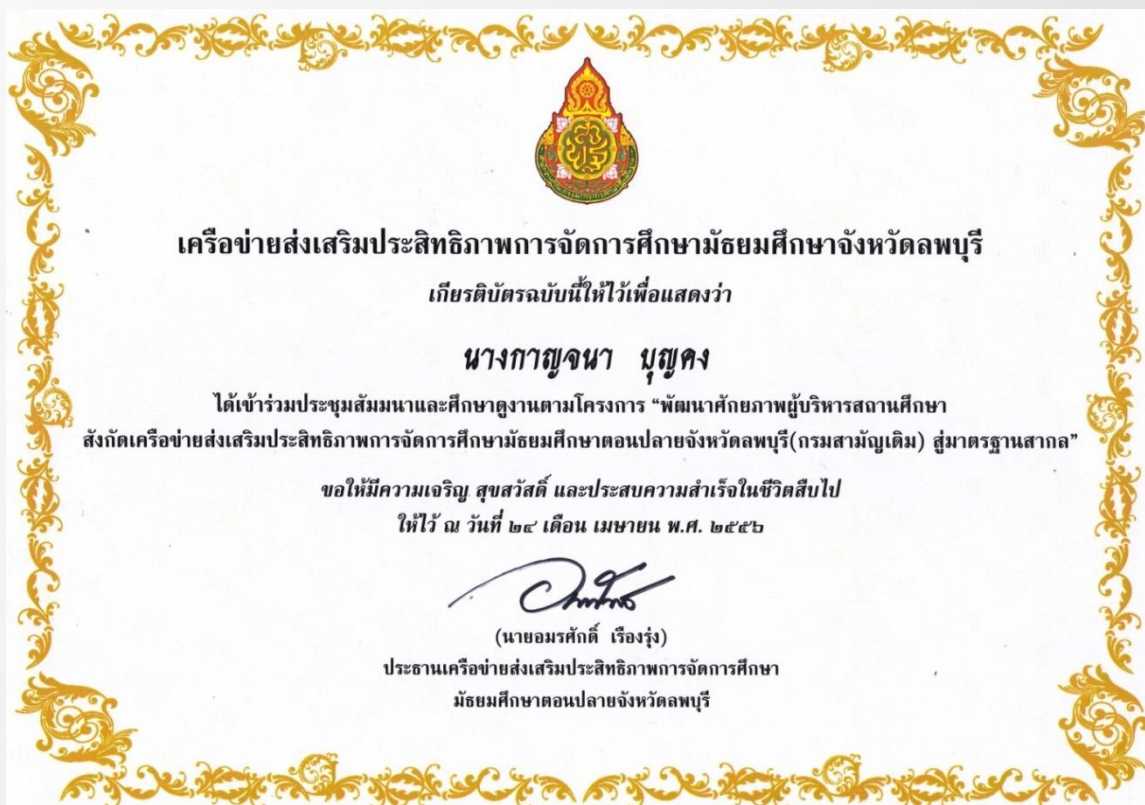 เครือข่ายส่งเสริมประสิทธิภาพการจัดการศึกษามัธยมศึกษาจังหวัดลพบุรี
เกียรติบัตรฉบับนี้ให้ไว้เพื่อแสดงว่า
นางกาญจนา บุญคง
ได้เข้าร่วมประชุมสัมมนาและศึกษาดูงานตามโครงการ “พัฒนาศักยภาพผู้บริหารสถานศึกษา
สังกัดเครือข่ายส่งเสริมประสิทธิภาพการจัดการศึกษามัธยมศึกษาตอนปลายจังหวัดลพบุรี(กรมสามัญเดิม) สู่มาตรฐานสากล”
ขอให้มีความเจริญ สุขสวัสดิ์ และประสบความสำเร็จในชีวิตสืบไป
ให้ไว้ ณ วันที่ ๒๔ เดือน เมษายน พ.ศ. ๒๕๕๖
(นายอมรศักดิ์ เรืองรุ่ง)
ประธานเครือข่ายส่งเสริมประสิทธิภาพการจัดการศึกษา
มัธยมศึกษาตอนปลายจังหวัดลพบุรี